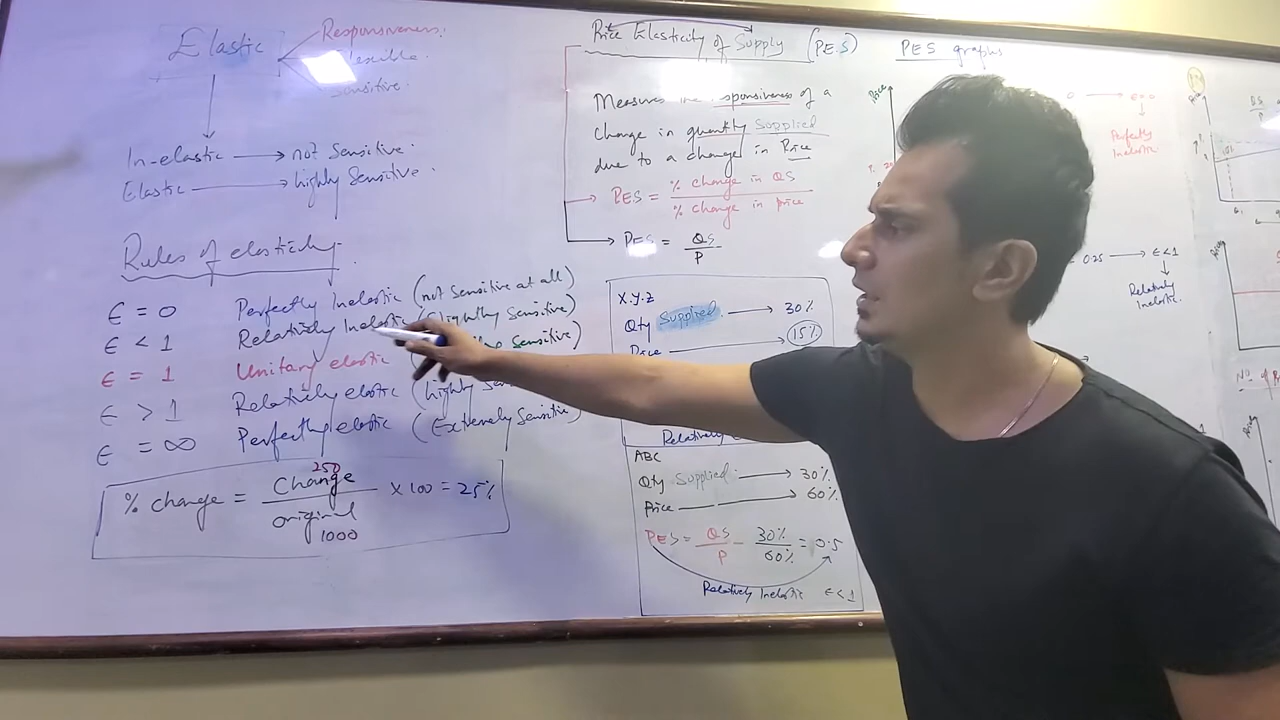 Elastic
Responsiveness.
Sensitive.
In-elastic → not Sensitive.
Elastic → highly Sensitive.
Rules of elasticity.
ϵ = 0 Perfectly Inelastic (not Sensitive at all)
ϵ < 1 Relatively Inelastic (Slightly Sensitive)
ϵ = 1 Unitary elastic Sensitive)
ϵ > 1 Relatively elastic (highly
ϵ = ∞ Perfectly elastic (Extremely Sensitive)
% change = Change 250 / original 1000 × 100 = 25%
Price Elasticity of Supply (PES)
Measures the responsiveness of a
change in quantity Supplied
due to a change in Price
PES = % change in QS / % change in price
PES = QS / P
X.Y.Z
Qty Supplied → 30%
Price → 15%
Relatively
ABC
Qty Supplied → 30%
Price → 60%
PES = QS / P = 30% / 60% = 0.5
Relatively Inelastic ϵ < 1
PES graphs
Price
Perfectly
Inelastic.
0.25 → ϵ < 1
Relatively
Inelastic.
Price